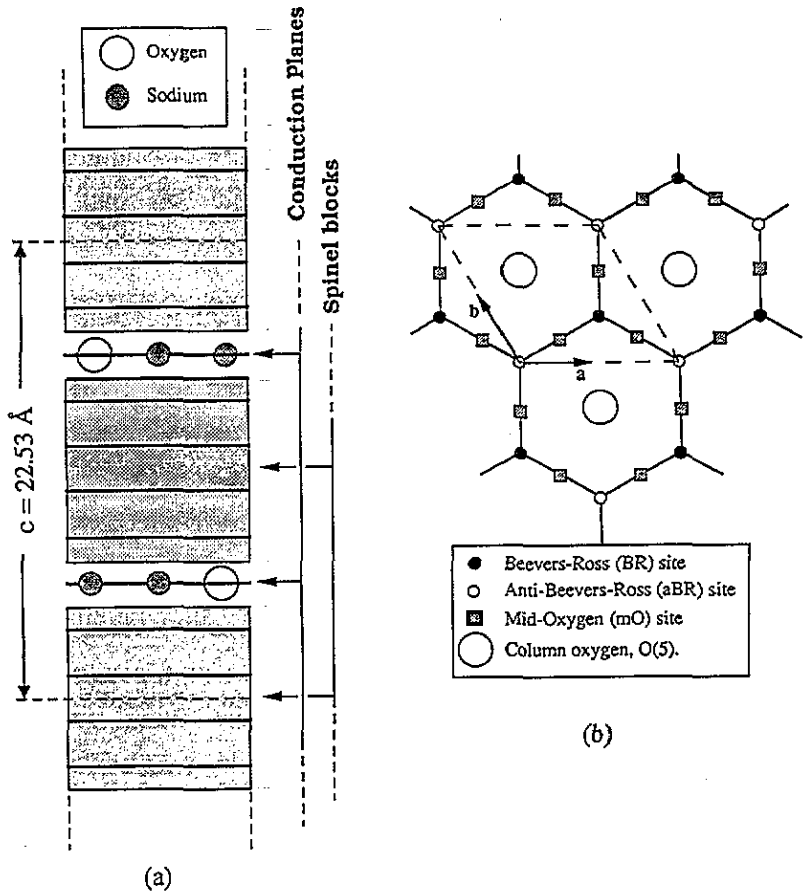 Oxygen
Sodium
Conduction Planes
Spinel blocks
c = 22.53 Å
(a)
b
a
Beevers-Ross (BR) site
Anti-Beevers-Ross (aBR) site
Mid-Oxygen (mO) site
Column oxygen, O(5).
(b)